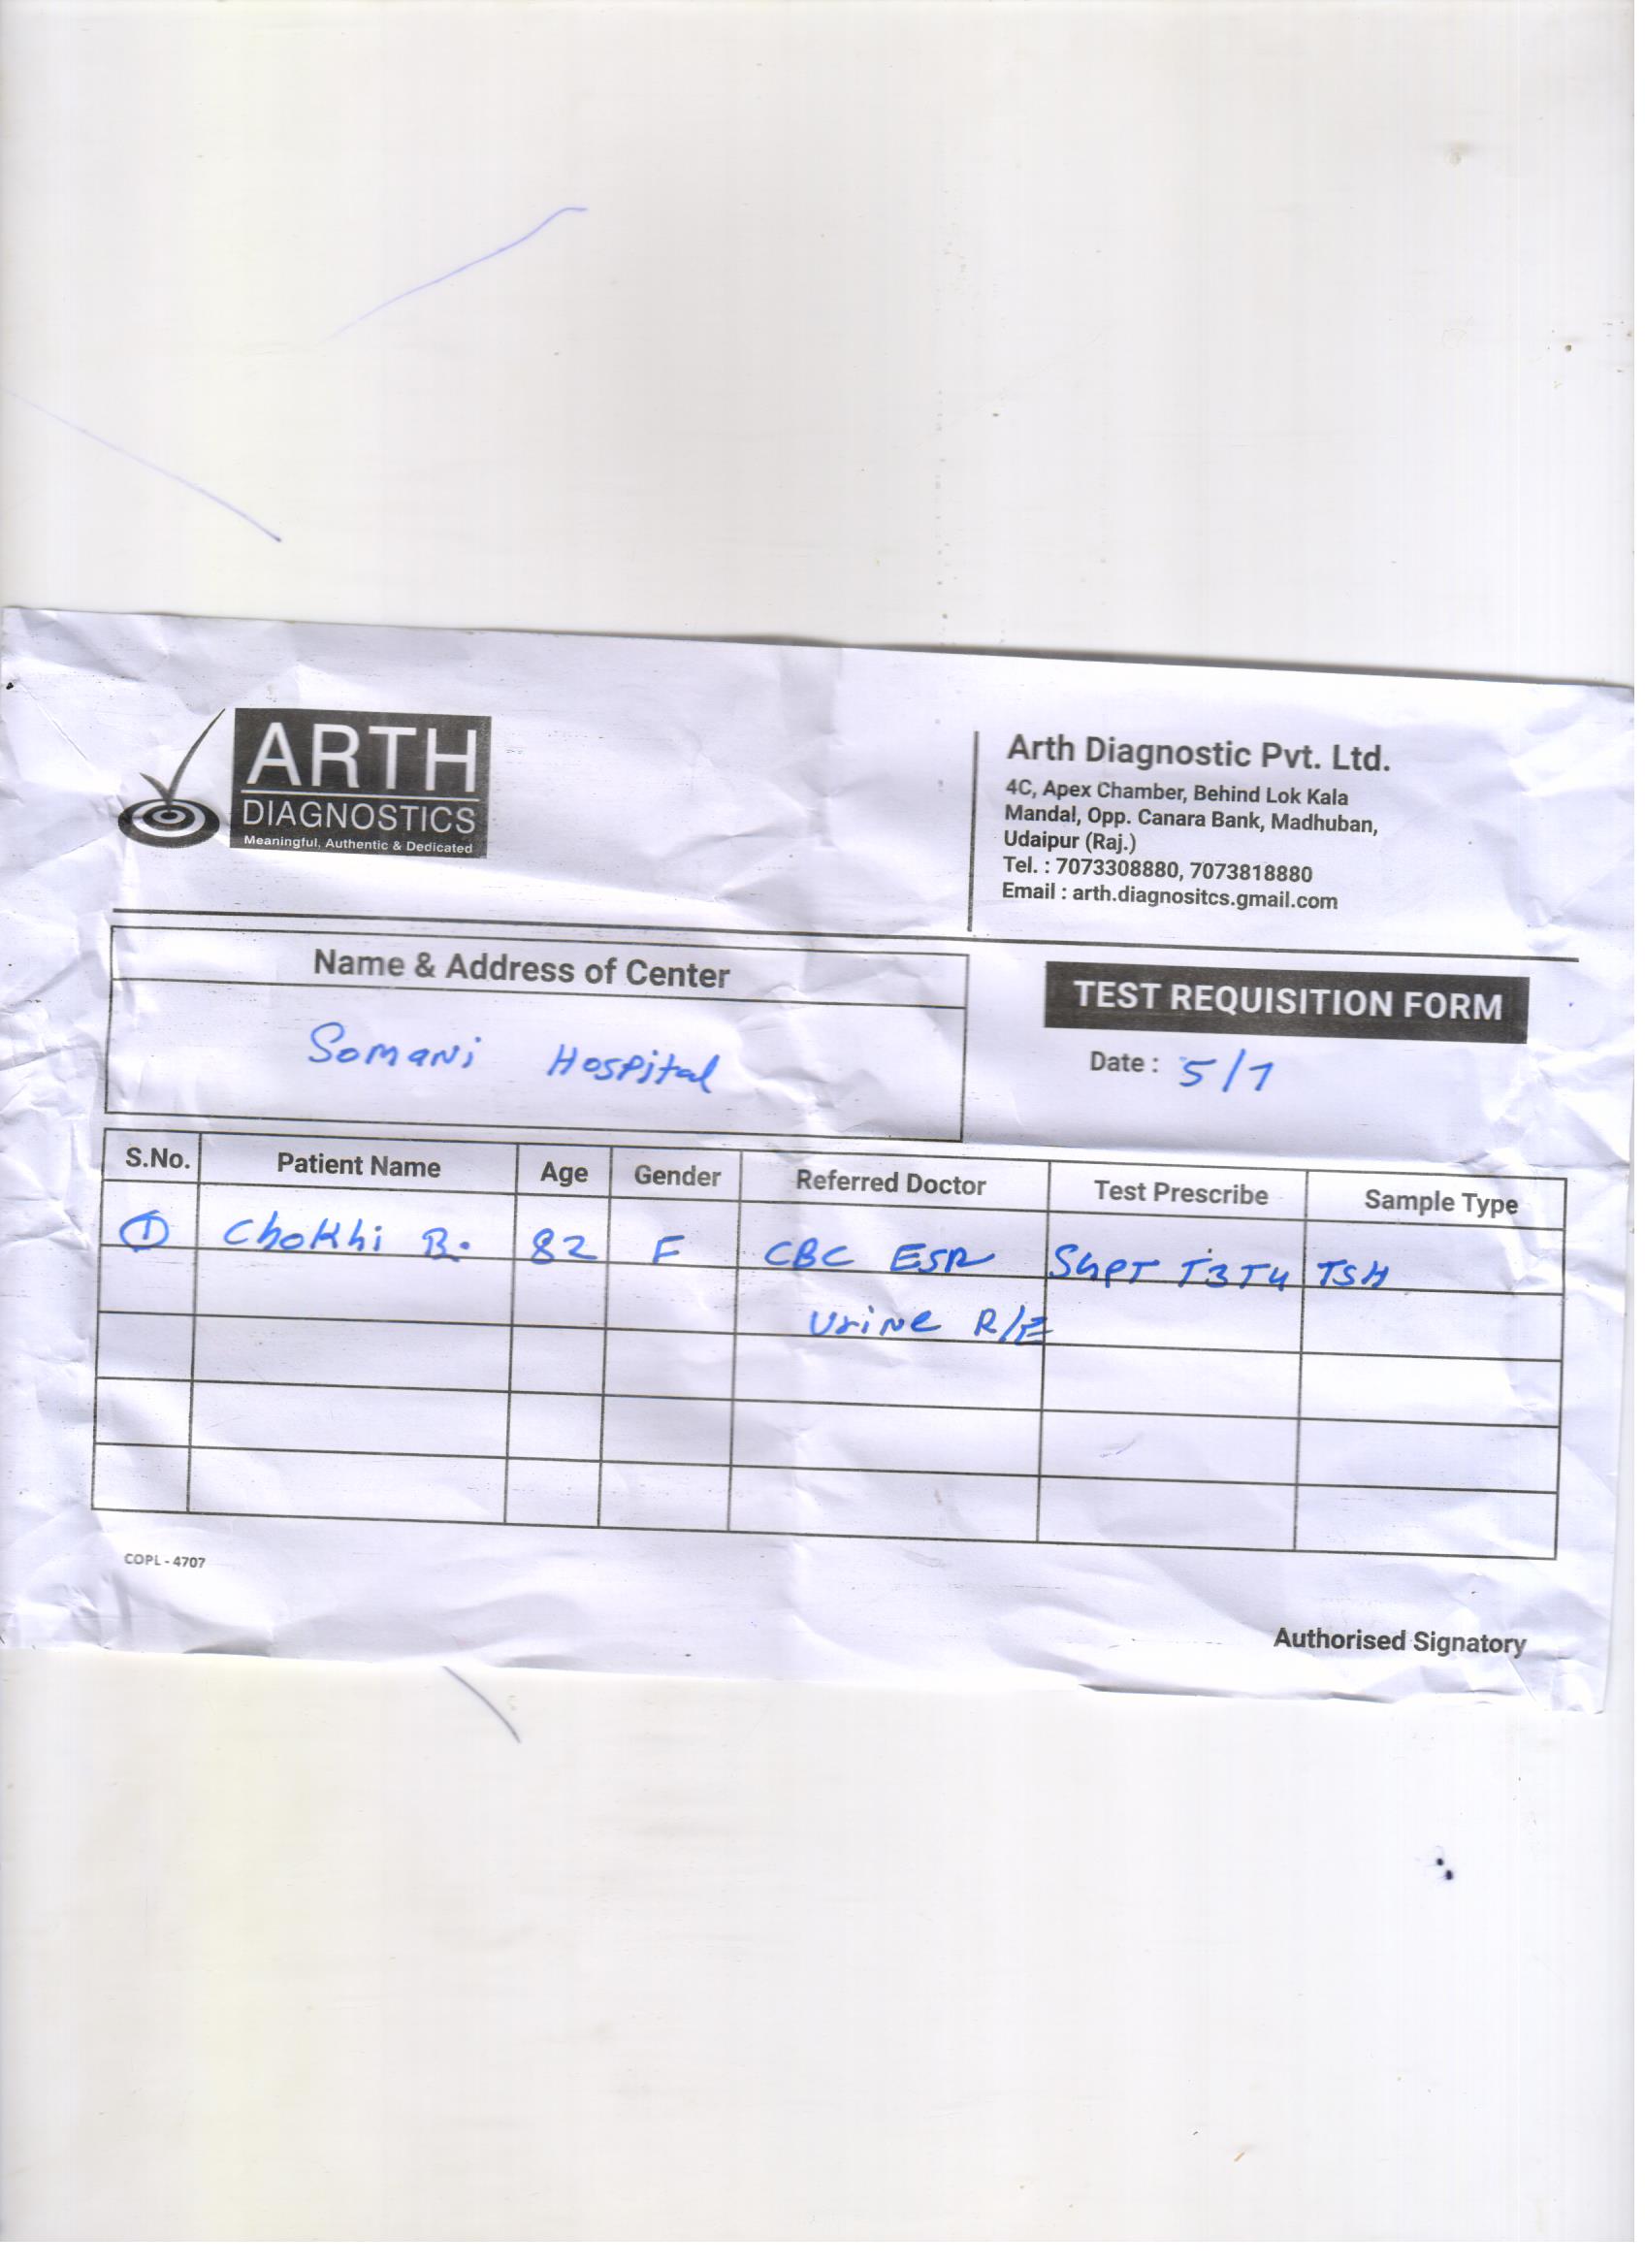 ARTH
DIAGNOSTICS
Meaningful, Authentic & Dedicated
Arth Diagnostic Pvt. Ltd.
4C, Apex Chamber, Behind Lok Kala
Mandal, Opp. Canara Bank, Madhuban,
Udaipur (Raj.)
Tel. : 7073308880, 7073818880
Email : arth.diagnositcs.gmail.com
Name & Address of Center
Somani Hospital
TEST REQUISITION FORM
Date : 5/1
S.No. Patient Name Age Gender Referred Doctor Test Prescribe Sample Type
1 Chokhi B. 82 F CBC ESR SGPT T3T4 TSH
Urine R/E
COPL - 4707
Authorised Signatory